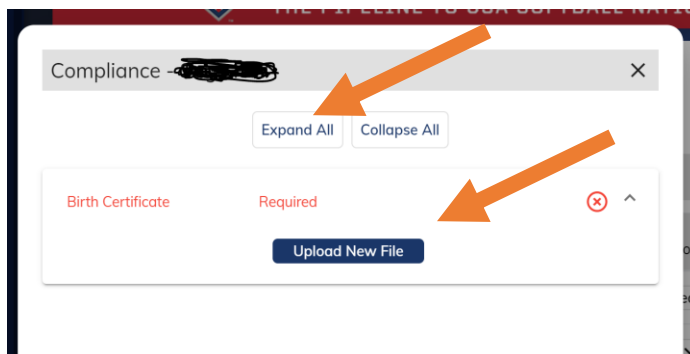 THE PIPELINE TO USA SOFTBALL NATIO
Compliance -
Expand All
Collapse All
Birth Certificate
Required
Upload New File